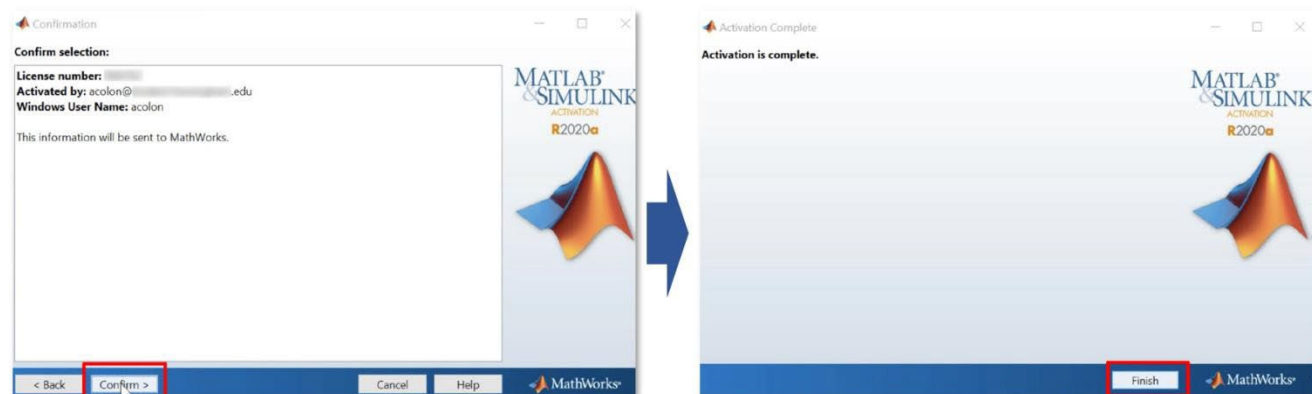 Confirmation
Confirm selection:
License number:
Activated by: acolon@ .edu
Windows User Name: acolon
This information will be sent to MathWorks.
MATLAB®
&SIMULINK
ACTIVATION
R2020a
< Back
Confirm >
Cancel
Help
MathWorks®
Activation Complete
Activation is complete.
MATLAB®
&SIMULINK
ACTIVATION
R2020a
Finish
MathWorks®